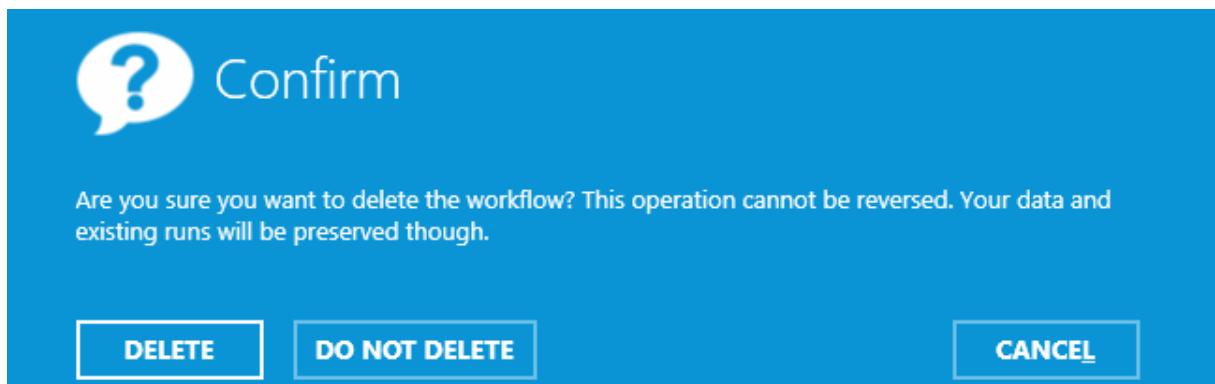 Confirm
Are you sure you want to delete the workflow? This operation cannot be reversed. Your data and
existing runs will be preserved though.
DELETE DO NOT DELETE CANCEL